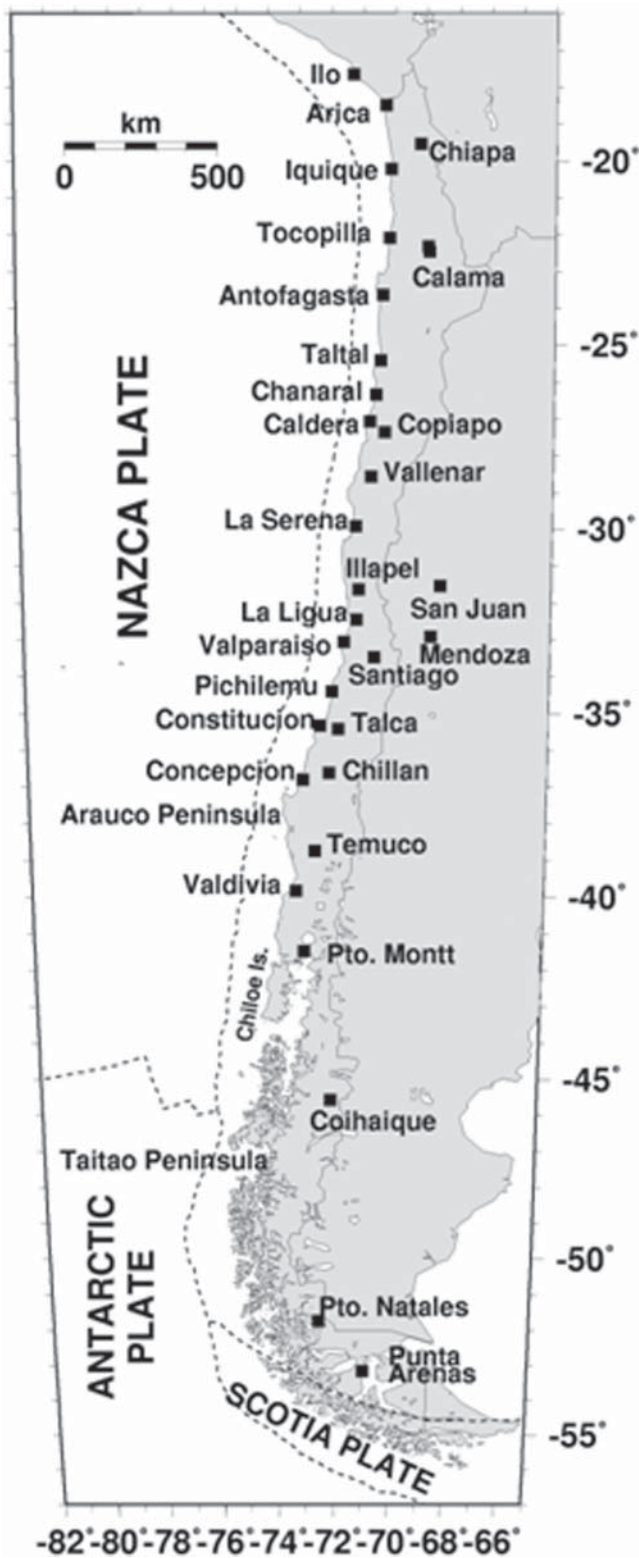 Ilo
Arica
km
0 500
Chiapa
-20°
Iquique
Tocopilla
Calama
Antofagasta
-25°
Taltal
Chanaral
Caldera
Copiapo
Vallenar
NAZCA PLATE
La Serena
-30°
Illapel
San Juan
La Ligua
Valparaiso
Mendoza
Santiago
Pichilemu
-35°
Constitucion
Talca
Concepcion
Chillan
Arauco Peninsula
Temuco
Valdivia
-40°
Pto. Montt
Chiloe Is.
-45°
Coihaique
Taitao Peninsula
ANTARCTIC
PLATE
-50°
Pto. Natales
Punta
Arenas
SCOTIA PLATE
-55°
-82°-80°-78°-76°-74°-72°-70°-68°-66°